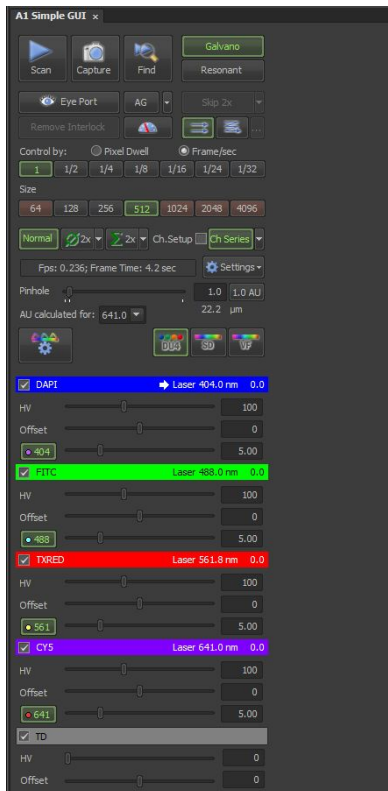 A1 Simple GUI ×
Scan Capture Find Galvano
Resonant
Eye Port AG Skip 2x
Remove Interlock ...
Control by: Pixel Dwell Frame/sec
1 1/2 1/4 1/8 1/16 1/24 1/32
Size
64 128 256 512 1024 2048 4096
Normal 2x 2x Ch.Setup Ch Series
Fps: 0.236; Frame Time: 4.2 sec Settings
Pinhole 1.0 1.0 AU
AU calculated for: 641.0 22.2 µm
DU4 SD VF
DAPI Laser 404.0 nm 0.0
HV 100
Offset 0
404 5.00
FITC Laser 488.0 nm 0.0
HV 100
Offset 0
488 5.00
TXRED Laser 561.8 nm 0.0
HV 100
Offset 0
561 5.00
CY5 Laser 641.0 nm 0.0
HV 100
Offset 0
641 5.00
TD
HV 0
Offset 0